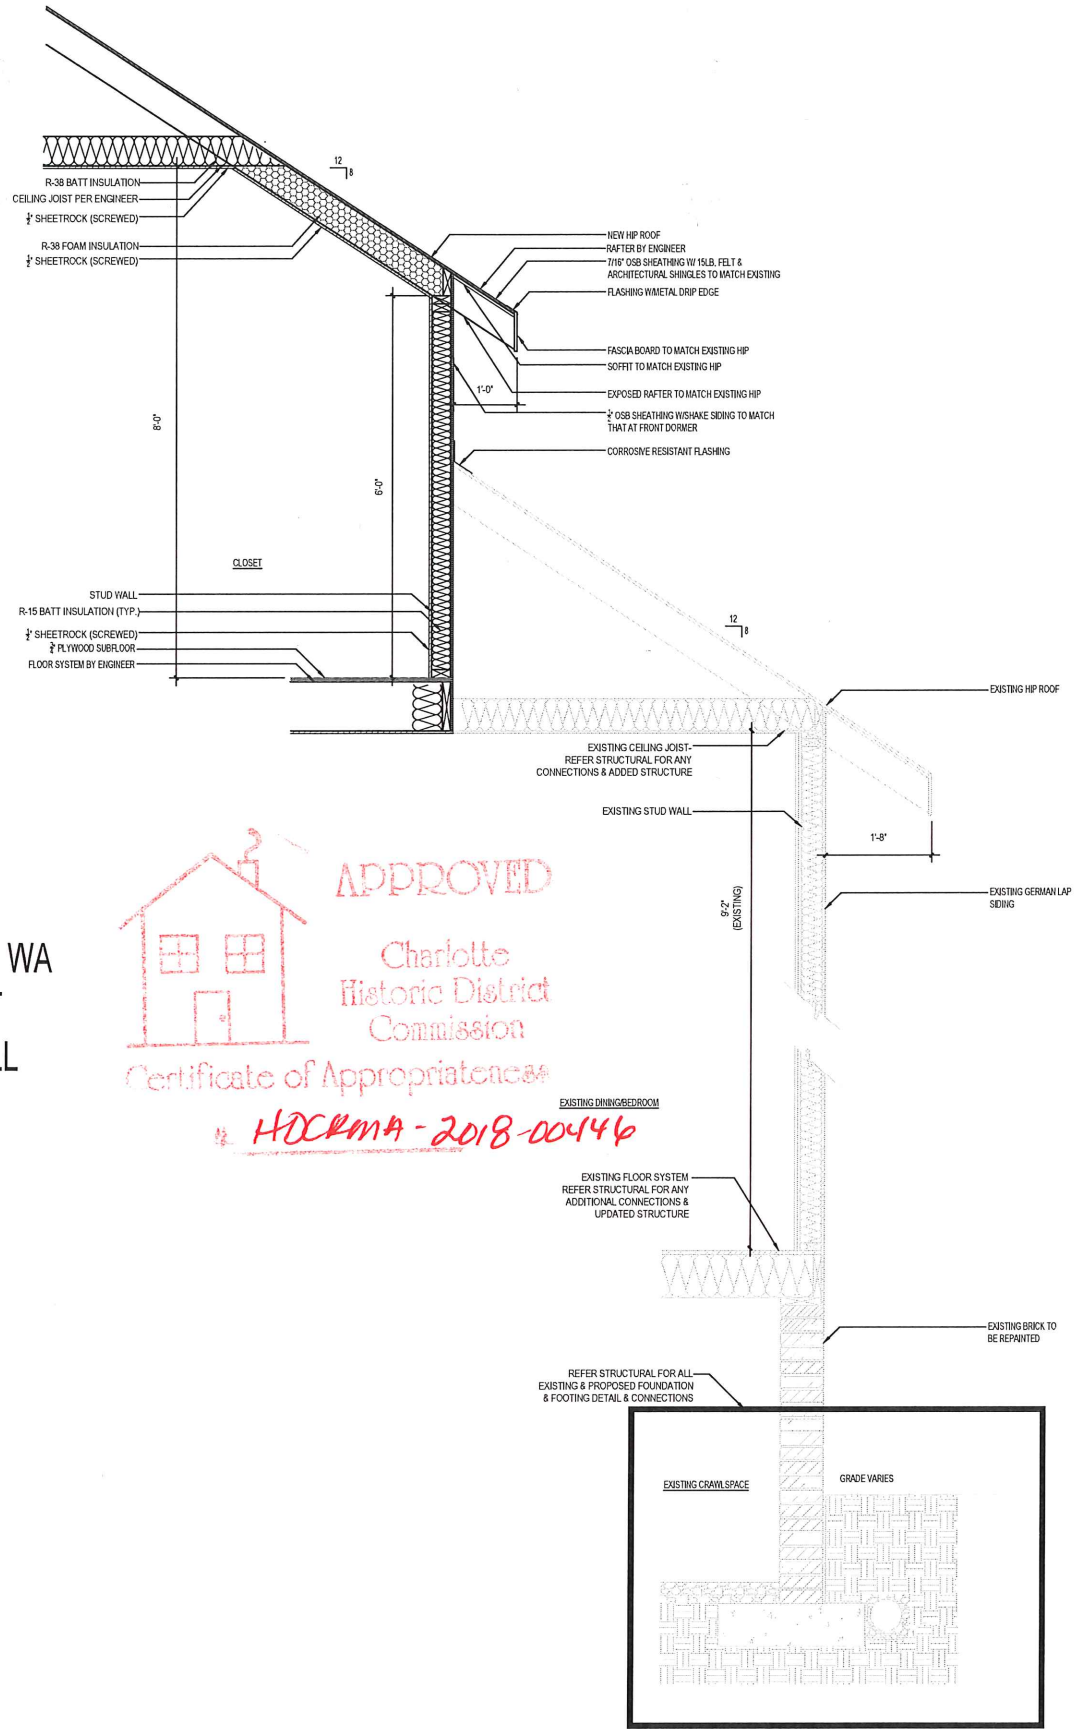 12
8
R-38 BATT INSULATION
CEILING JOIST PER ENGINEER
½" SHEETROCK (SCREWED)
R-38 FOAM INSULATION
½" SHEETROCK (SCREWED)
NEW HIP ROOF
RAFTER BY ENGINEER
7/16" OSB SHEATHING W/ 15LB, FELT &
ARCHITECTURAL SHINGLES TO MATCH EXISTING
FLASHING W/METAL DRIP EDGE
FASCIA BOARD TO MATCH EXISTING HIP
SOFFIT TO MATCH EXISTING HIP
1'-0"
EXPOSED RAFTER TO MATCH EXISTING HIP
½" OSB SHEATHING W/SHAKE SIDING TO MATCH
THAT AT FRONT DORMER
CORROSIVE RESISTANT FLASHING
8'-0"
6'-0"
CLOSET
STUD WALL
R-15 BATT INSULATION (TYP.)
½" SHEETROCK (SCREWED)
¾" PLYWOOD SUBFLOOR
FLOOR SYSTEM BY ENGINEER
12
8
EXISTING HIP ROOF
EXISTING CEILING JOIST-
REFER STRUCTURAL FOR ANY
CONNECTIONS & ADDED STRUCTURE
EXISTING STUD WALL
1'-8"
9'-2"
(EXISTING)
EXISTING GERMAN LAP
SIDING
APPROVED
Charlotte
Historic District
Commission
Certificate of Appropriateness
HDCRMA-2018-00446
WA
LL
EXISTING DINING/BEDROOM
EXISTING FLOOR SYSTEM
REFER STRUCTURAL FOR ANY
ADDITIONAL CONNECTIONS &
UPDATED STRUCTURE
EXISTING BRICK TO
BE REPAINTED
REFER STRUCTURAL FOR ALL
EXISTING & PROPOSED FOUNDATION
& FOOTING DETAIL & CONNECTIONS
EXISTING CRAWLSPACE
GRADE VARIES